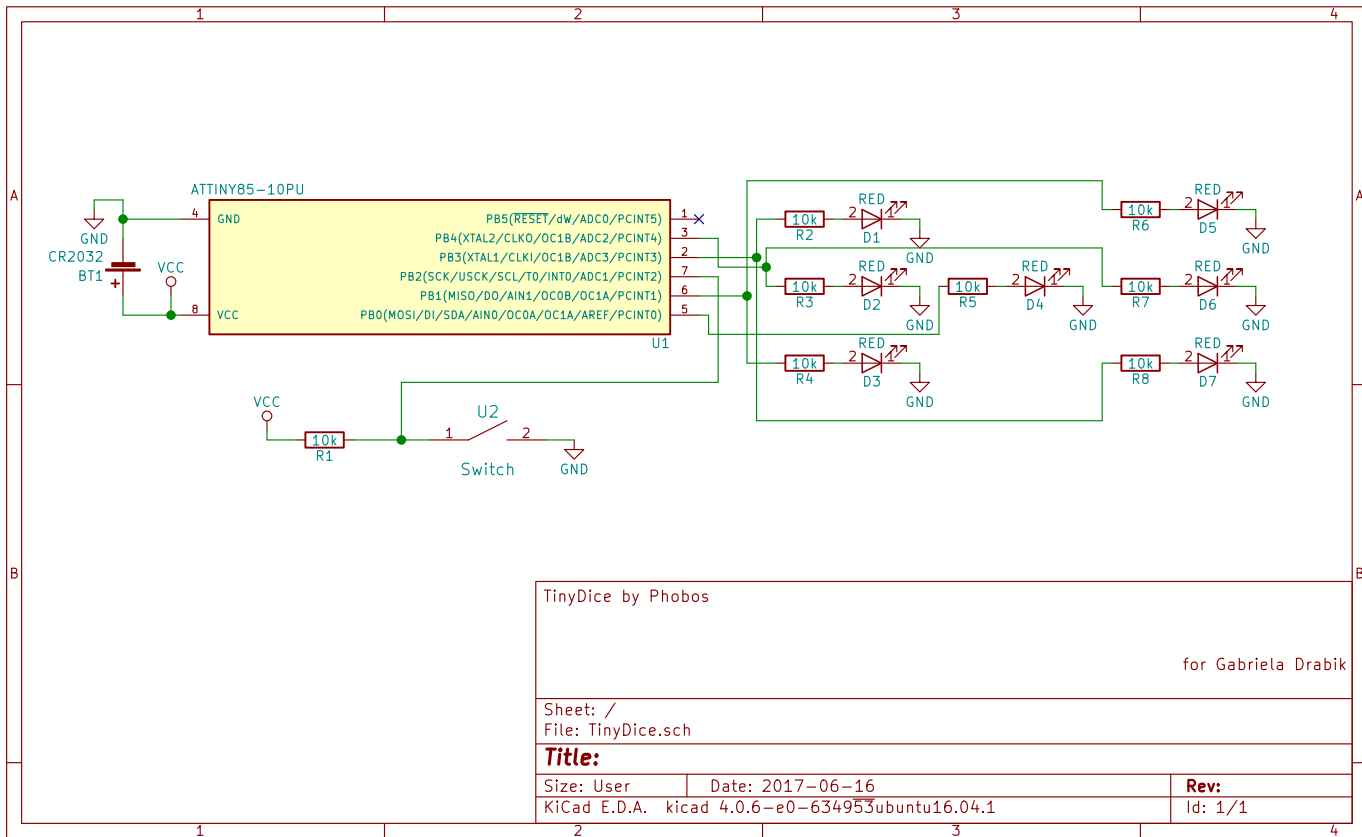 1 2 3 4
A A
ATTINY85-10PU
4 GND
8 VCC
PB5(RESET/dW/ADC0/PCINT5) 1
PB4(XTAL2/CLKO/OC1B/ADC2/PCINT4) 3
PB3(XTAL1/CLKI/OC1B/ADC3/PCINT3) 2
PB2(SCK/USCK/SCL/T0/INT0/ADC1/PCINT2) 7
PB1(MISO/DO/AIN1/OC0B/OC1A/PCINT1) 6
PB0(MOSI/DI/SDA/AIN0/OC0A/OC1A/AREF/PCINT0) 5
U1
GND
CR2032
BT1
+
VCC
RED
10k 2 1
R2 D1
GND
RED
10k 2 1
R3 D2
GND
RED
10k 2 1
R4 D3
GND
RED
10k 2 1
R5 D4
GND
RED
10k 2 1
R6 D5
GND
RED
10k 2 1
R7 D6
GND
RED
10k 2 1
R8 D7
GND
VCC
10k
R1
U2
1 2
Switch
GND
B B
TinyDice by Phobos
for Gabriela Drabik
Sheet: /
File: TinyDice.sch
Title:
Size: User Date: 2017-06-16 Rev:
KiCad E.D.A. kicad 4.0.6-e0-634953ubuntu16.04.1 Id: 1/1
1 2 3 4